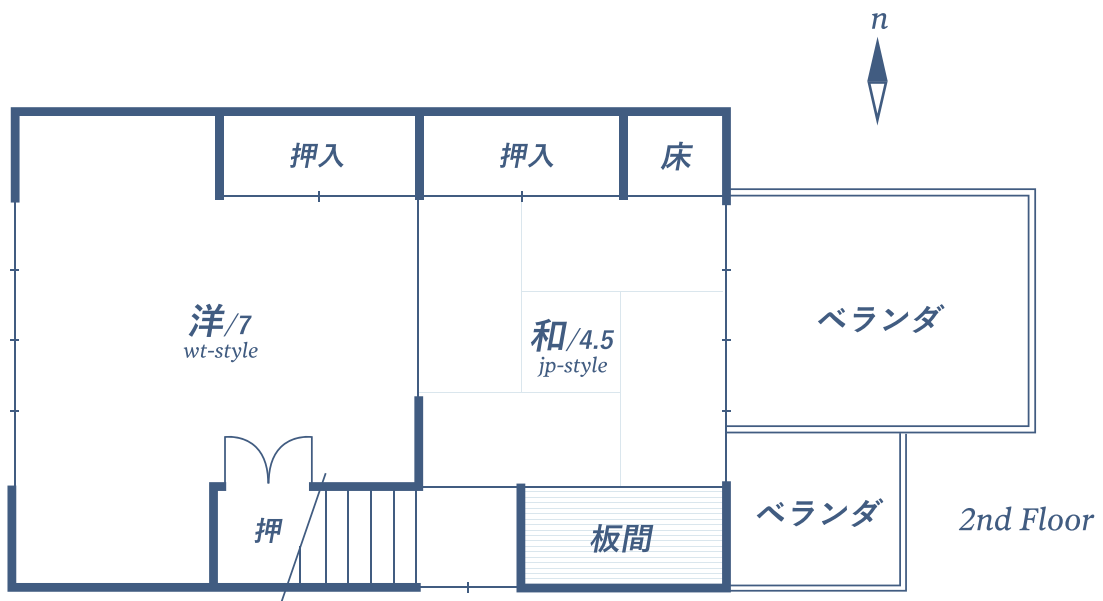 n
押入
押入
床
洋/7
wt-style
和/4.5
jp-style
ベランダ
押
板間
ベランダ
2nd Floor